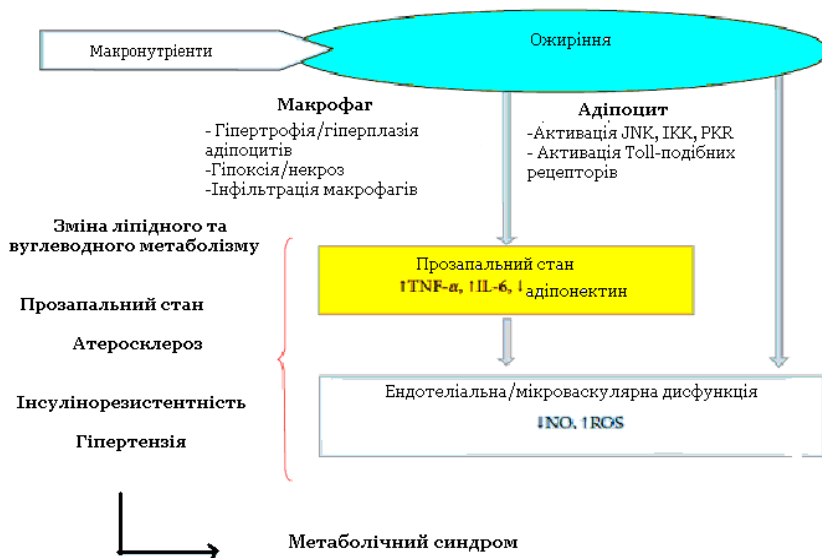 Макронутрієнти
Ожиріння
Макрофаг
- Гіпертрофія/гіперплазія
адіпоцитів
- Гіпоксія/некроз
-Інфільтрація макрофагів
Адіпоцит
-Активація JNK, IKK, PKR
- Активація Toll-подібних
рецепторів
Зміна ліпідного та
вуглеводного метаболізму
Прозапальний стан
↑TNF-α, ↑IL-6, ↓ адіпонектин
Прозапальний стан
Атеросклероз
Ендотеліальна/мікроваскулярна дисфункція
↓NO, ↑ROS
Інсулінорезистентність
Гіпертензія
Метаболічний синдром